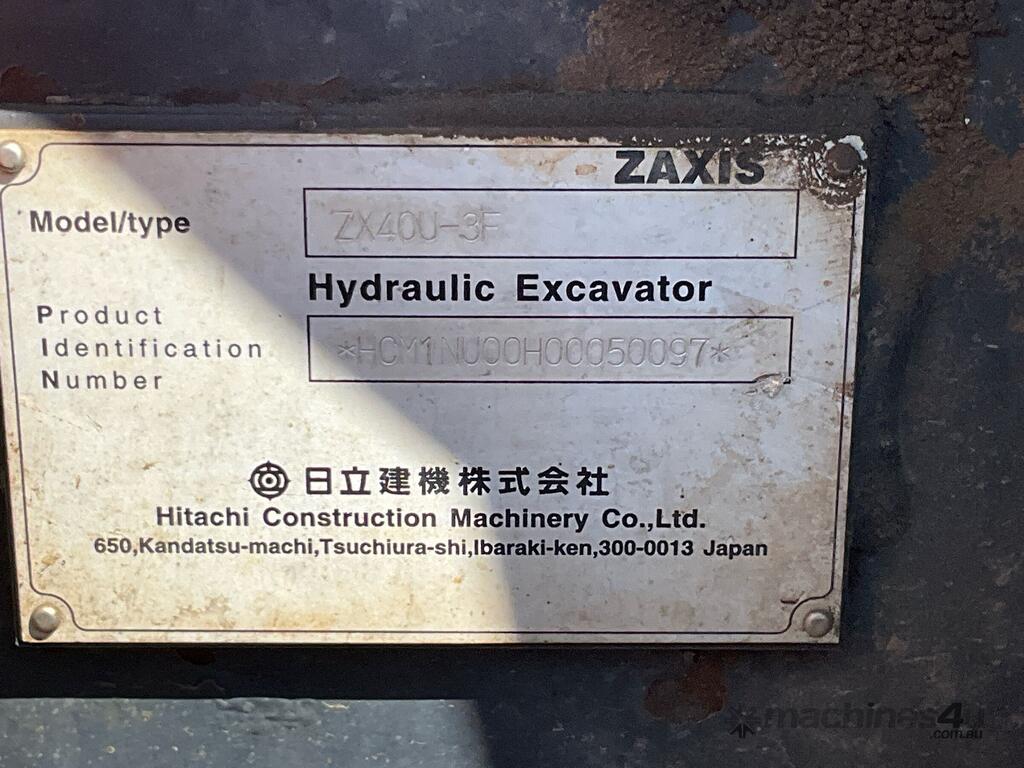 ZAXIS
Model/type ZX40U-3F
Hydraulic Excavator
Product
Identification
Number
*HCM1NU00H00050097*
日立建機株式会社
Hitachi Construction Machinery Co.,Ltd.
650,Kandatsu-machi,Tsuchiura-shi,Ibaraki-ken,300-0013 Japan
machines4u
.com.au